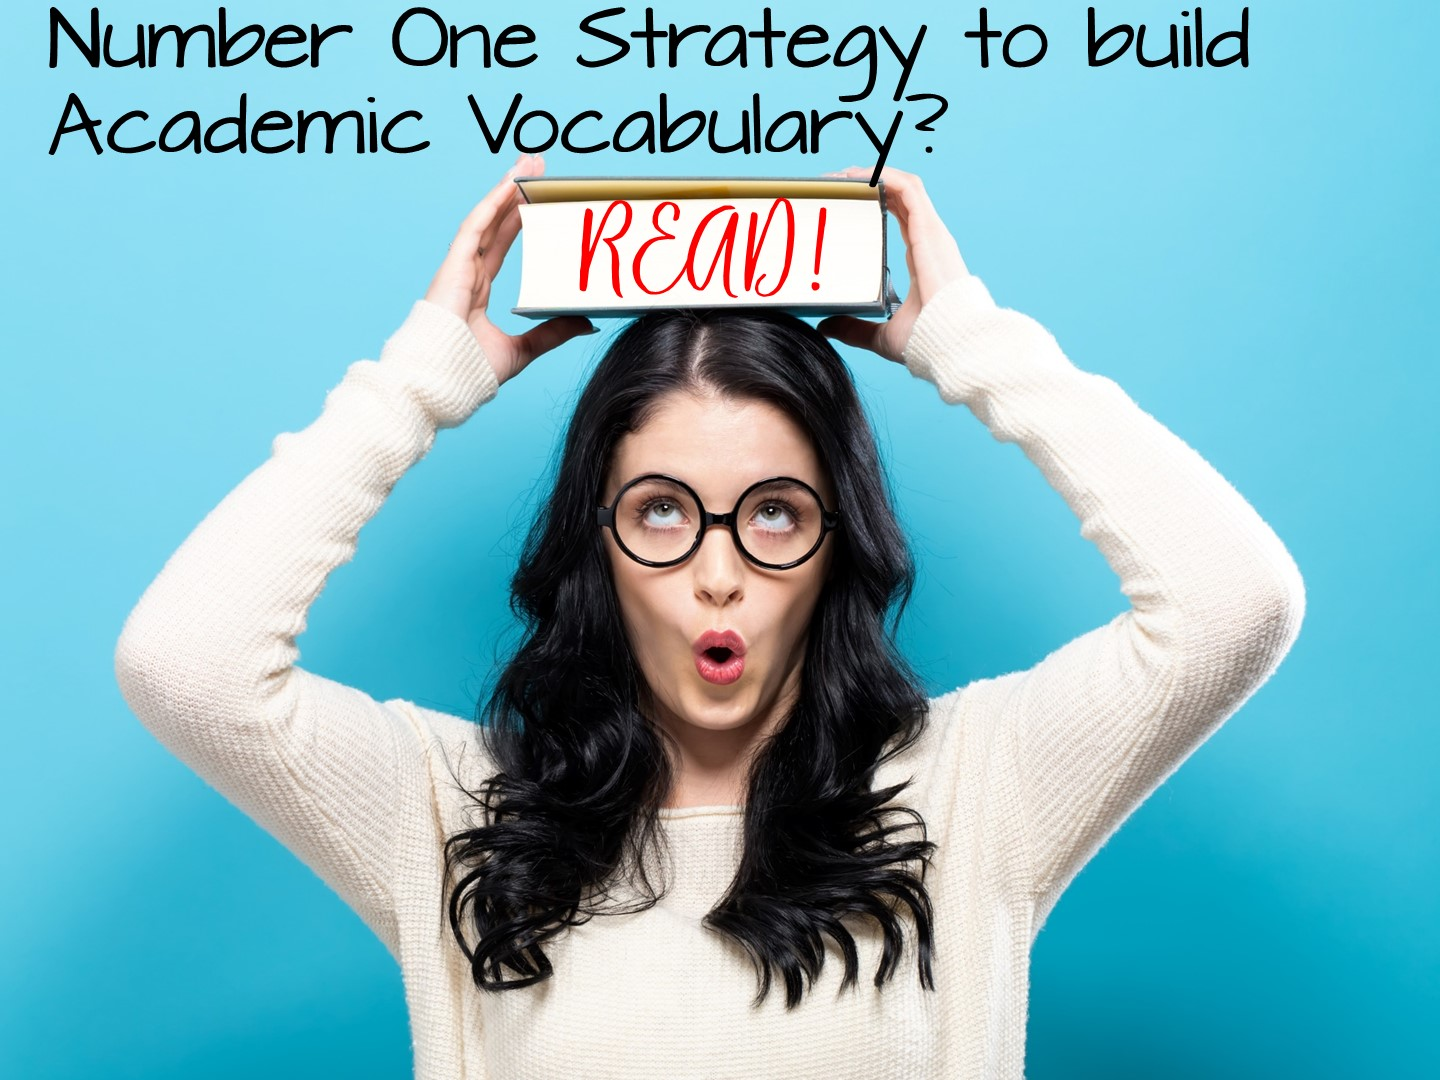 Number One Strategy to build
Academic Vocabulary?
READ!